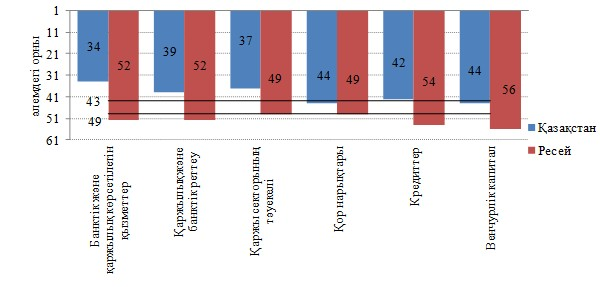 әлемдегі орны
1
11
21
31
41
51
61
43
49
34
52
39
52
37
49
44
49
42
54
44
56
Банктік және
қаржылық көрсетілетін
қызметтер
Қаржылық және
банктік реттеу
Қаржы секторының
тәуекелі
Қор нарықтары
Кредиттер
Венчурлік капитал
Қазақстан
Ресей